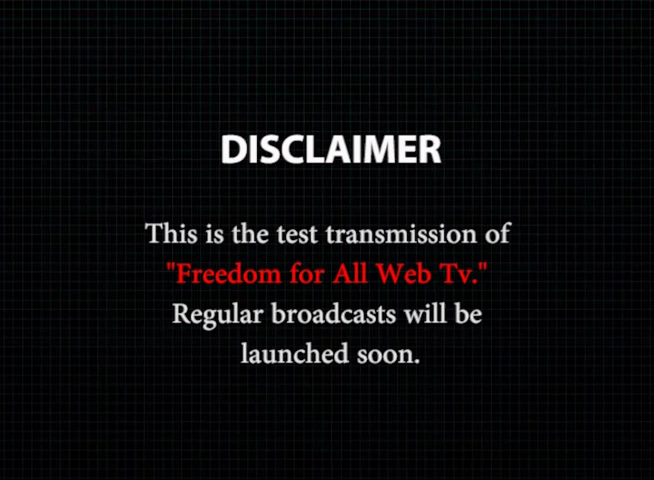 DISCLAIMER
This is the test transmission of
"Freedom for All Web Tv."
Regular broadcasts will be
launched soon.